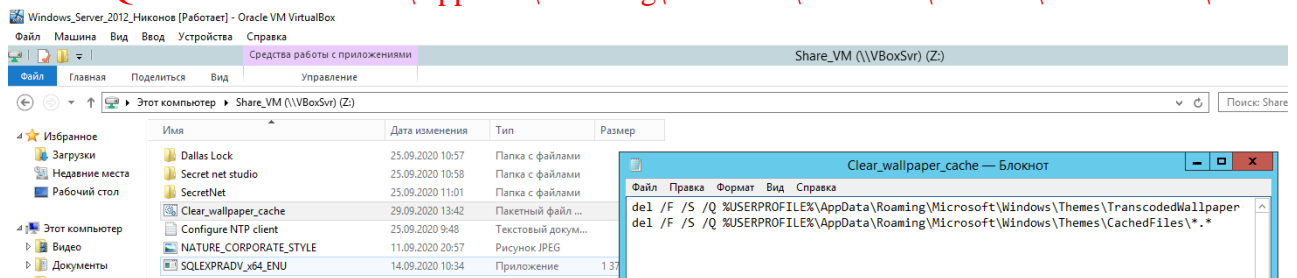 Windows_Server_2012_Никонов [Работает] - Oracle VM VirtualBox
Файл Машина Вид Ввод Устройства Справка
Средства работы с приложениями
Share_VM (\\VBoxSvr) (Z:)
Файл Главная Поделиться Вид Управление
Этот компьютер Share_VM (\\VBoxSvr) (Z:)
Поиск: Share
Избранное
Загрузки
Недавние места
Рабочий стол
Этот компьютер
Видео
Документы
Имя Дата изменения Тип Размер
Dallas Lock 25.09.2020 10:57 Папка с файлами
Secret net studio 25.09.2020 10:58 Папка с файлами
SecretNet 25.09.2020 11:01 Папка с файлами
Clear_wallpaper_cache 29.09.2020 13:42 Пакетный файл ...
Configure NTP client 25.09.2020 9:48 Текстовый докум...
NATURE_CORPORATE_STYLE 11.09.2020 20:57 Рисунок JPEG
SQLEXPRADV_x64_ENU 14.09.2020 10:34 Приложение 1 37
Clear_wallpaper_cache — Блокнот
Файл Правка Формат Вид Справка
del /F /S /Q %USERPROFILE%\AppData\Roaming\Microsoft\Windows\Themes\TranscodedWallpaper
del /F /S /Q %USERPROFILE%\AppData\Roaming\Microsoft\Windows\Themes\CachedFiles\*.*